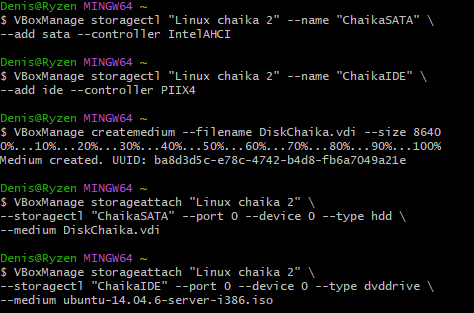 Denis@Ryzen MINGW64 ~
$ VBoxManage storagectl "Linux chaika 2" --name "ChaikaSATA" \
--add sata --controller IntelAHCI
Denis@Ryzen MINGW64 ~
$ VBoxManage storagectl "Linux chaika 2" --name "ChaikaIDE" \
--add ide --controller PIIX4
Denis@Ryzen MINGW64 ~
$ VBoxManage createmedium --filename DiskChaika.vdi --size 8640
0%...10%...20%...30%...40%...50%...60%...70%...80%...90%...100%
Medium created. UUID: ba8d3d5c-e78c-4742-b4d8-fb6a7049a21e
Denis@Ryzen MINGW64 ~
$ VBoxManage storageattach "Linux chaika 2" \
--storagectl "ChaikaSATA" --port 0 --device 0 --type hdd \
--medium DiskChaika.vdi
Denis@Ryzen MINGW64 ~
$ VBoxManage storageattach "Linux chaika 2" \
--storagectl "ChaikaIDE" --port 0 --device 0 --type dvddrive \
--medium ubuntu-14.04.6-server-i386.iso